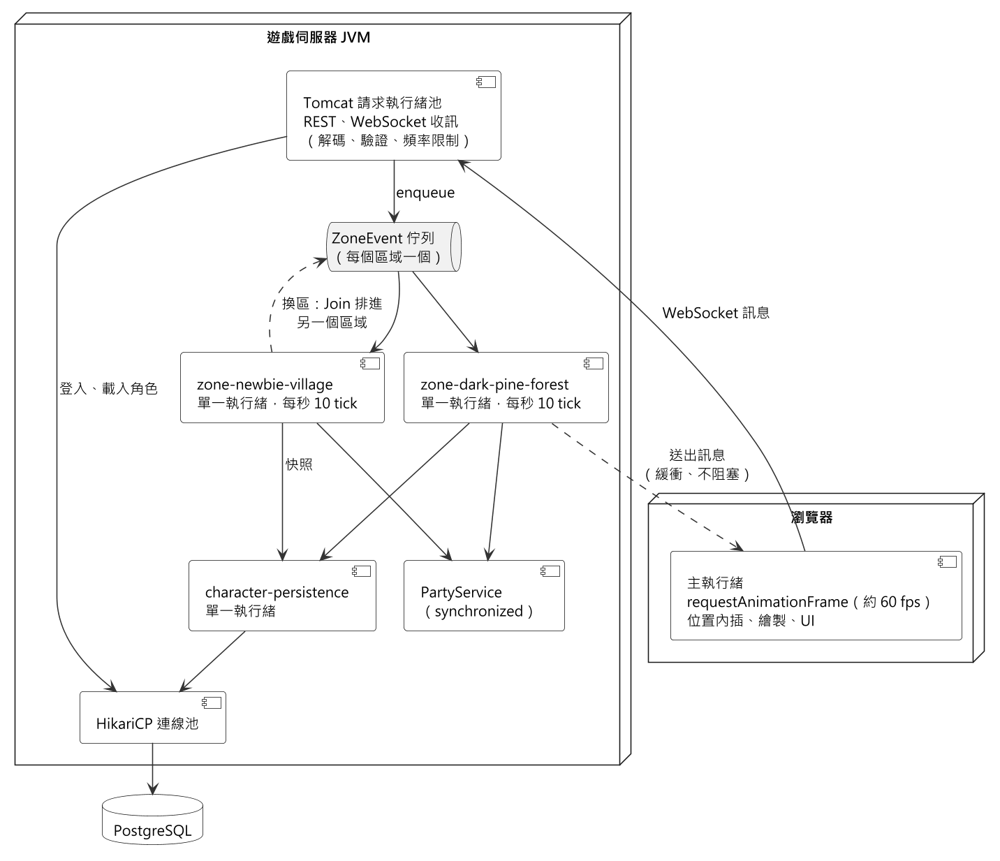 遊戲伺服器 JVM
Tomcat 請求執行緒池
REST、WebSocket 收訊
（解碼、驗證、頻率限制）
enqueue
ZoneEvent 佇列
（每個區域一個）
換區：Join 排進
另一個區域
WebSocket 訊息
登入、載入角色
zone-newbie-village
單一執行緒，每秒 10 tick
zone-dark-pine-forest
單一執行緒，每秒 10 tick
快照
送出訊息
（緩衝、不阻塞）
瀏覽器
主執行緒
requestAnimationFrame（約 60 fps）
位置內插、繪製、UI
character-persistence
單一執行緒
PartyService
（synchronized）
HikariCP 連線池
PostgreSQL